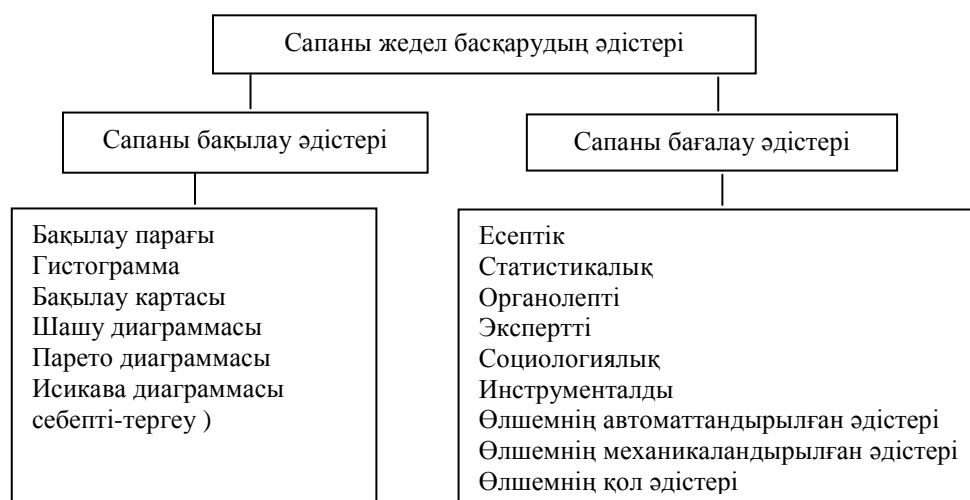 Сапаны жедел басқарудың әдістері
Сапаны бақылау әдістері
Сапаны бағалау әдістері
Бақылау парағы
Гистограмма
Бақылау картасы
Шашу диаграммасы
Парето диаграммасы
Исикава диаграммасы
себепті-тергеу )
Есептік
Статистикалық
Органолепті
Экспертті
Социологиялық
Инструменталды
Өлшемнің автоматтандырылған әдістері
Өлшемнің механикаландырылған әдістері
Өлшемнің қол әдістері